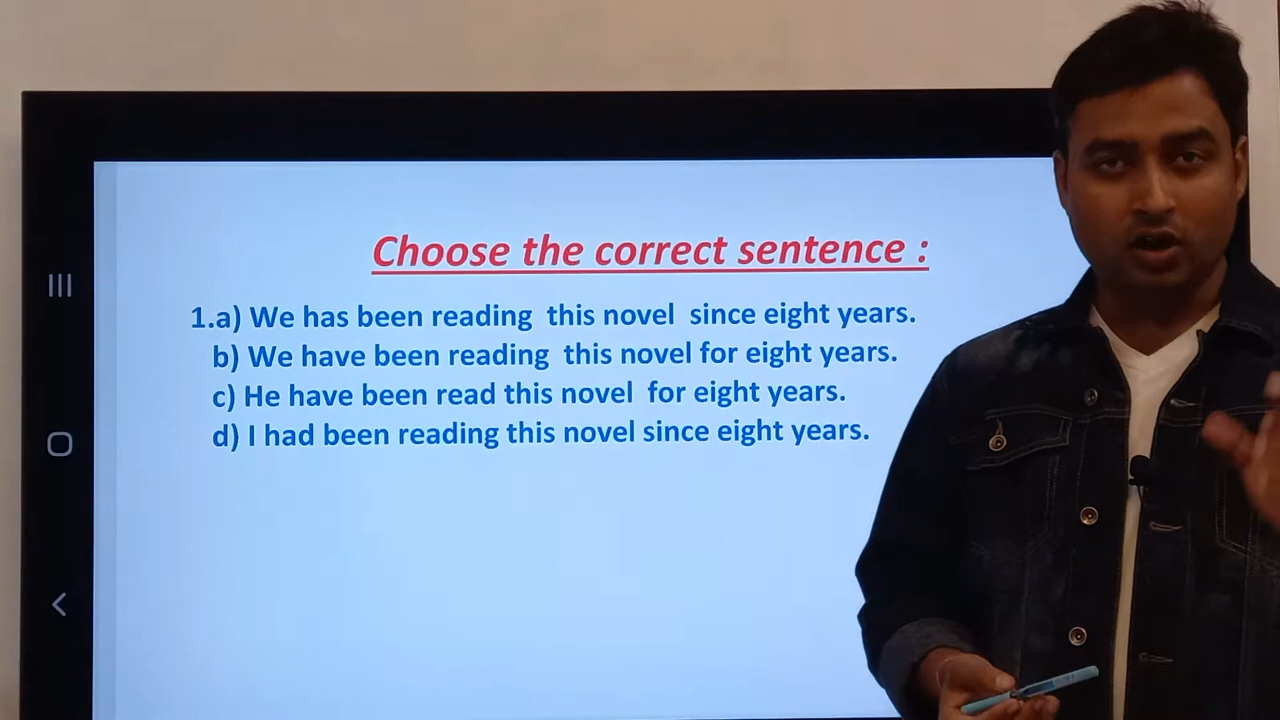 Choose the correct sentence :
1.a) We has been reading this novel since eight years.
b) We have been reading this novel for eight years.
c) He have been read this novel for eight years.
d) I had been reading this novel since eight years.